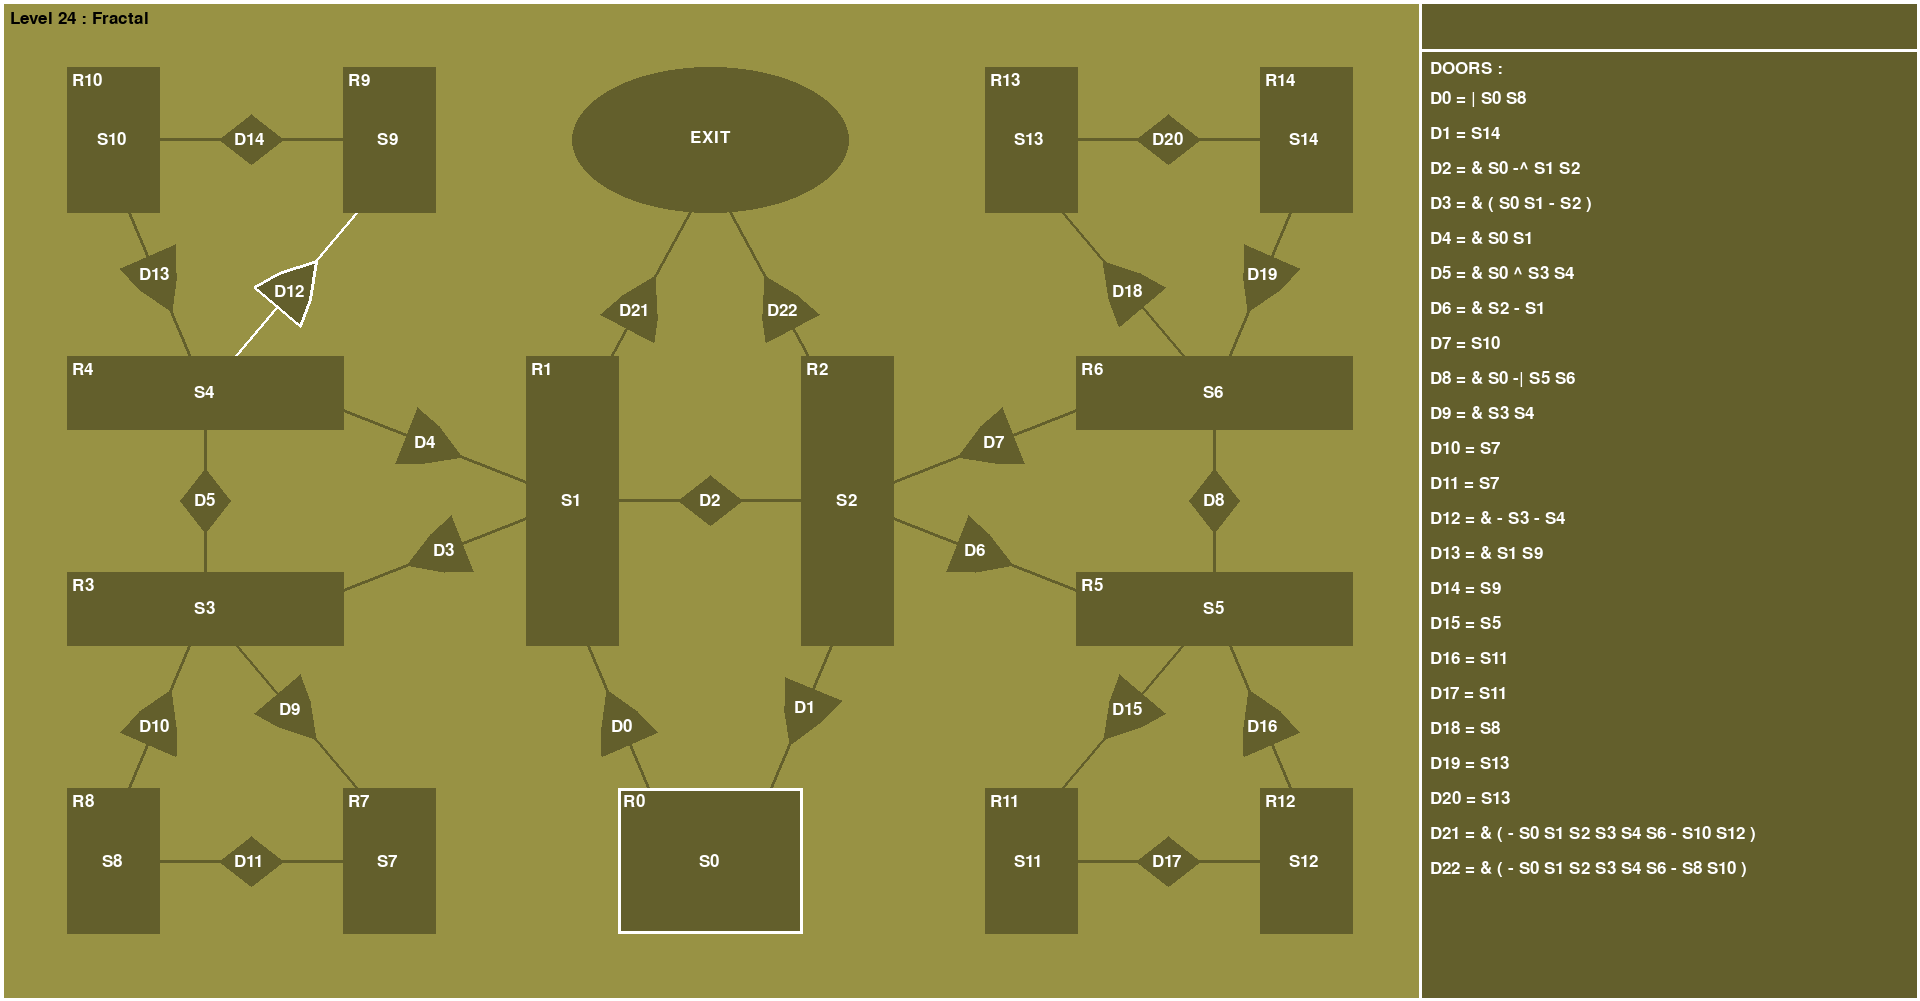 Level 24 : Fractal
R10
S10
D14
R9
S9
EXIT
R13
S13
D20
R14
S14
D13
D12
D21
D22
D18
D19
R4
S4
R1
S1
R2
S2
R6
S6
D4
D7
D5
D2
D8
D3
D6
R3
S3
R5
S5
D10
D9
D0
D1
D15
D16
R8
S8
D11
R7
S7
R0
S0
R11
S11
D17
R12
S12
DOORS :
D0 = | S0 S8
D1 = S14
D2 = & S0 -^ S1 S2
D3 = & ( S0 S1 - S2 )
D4 = & S0 S1
D5 = & S0 ^ S3 S4
D6 = & S2 - S1
D7 = S10
D8 = & S0 -| S5 S6
D9 = & S3 S4
D10 = S7
D11 = S7
D12 = & - S3 - S4
D13 = & S1 S9
D14 = S9
D15 = S5
D16 = S11
D17 = S11
D18 = S8
D19 = S13
D20 = S13
D21 = & ( - S0 S1 S2 S3 S4 S6 - S10 S12 )
D22 = & ( - S0 S1 S2 S3 S4 S6 - S8 S10 )